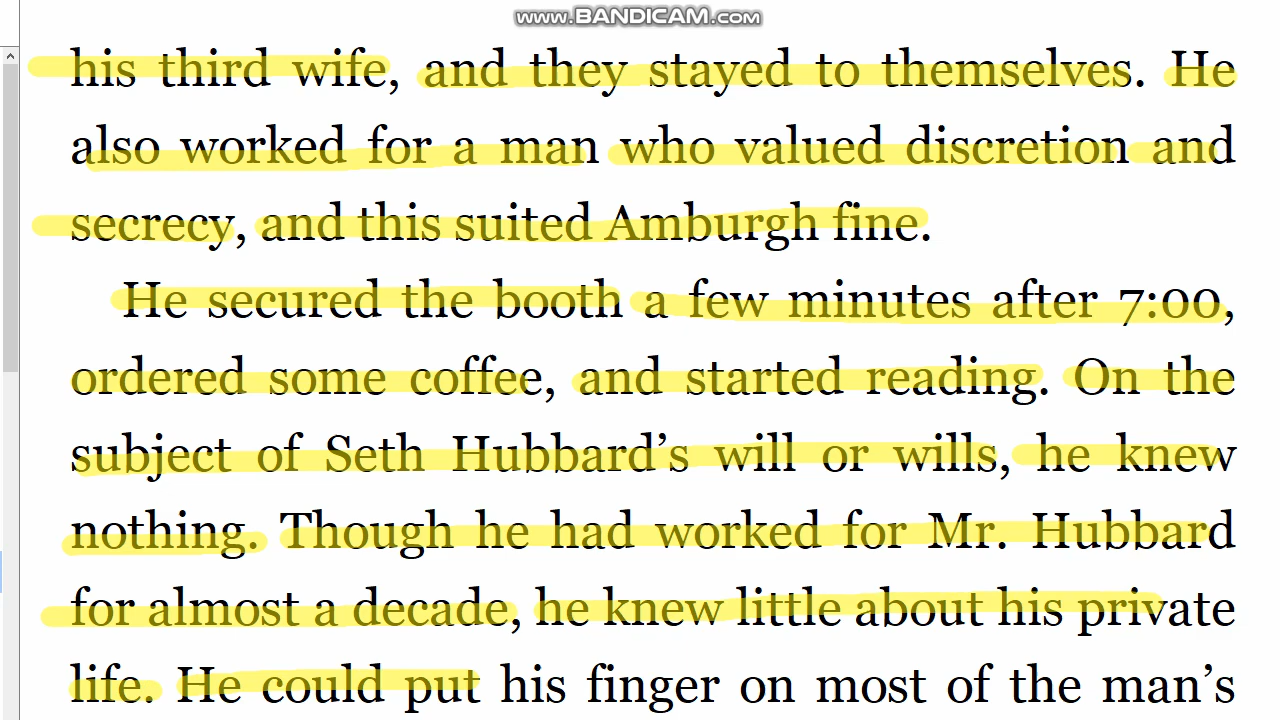 www.BANDICAM.com
his third wife, and they stayed to themselves. He
also worked for a man who valued discretion and
secrecy, and this suited Amburgh fine.
He secured the booth a few minutes after 7:00,
ordered some coffee, and started reading. On the
subject of Seth Hubbard’s will or wills, he knew
nothing. Though he had worked for Mr. Hubbard
for almost a decade, he knew little about his private
life. He could put his finger on most of the man’s